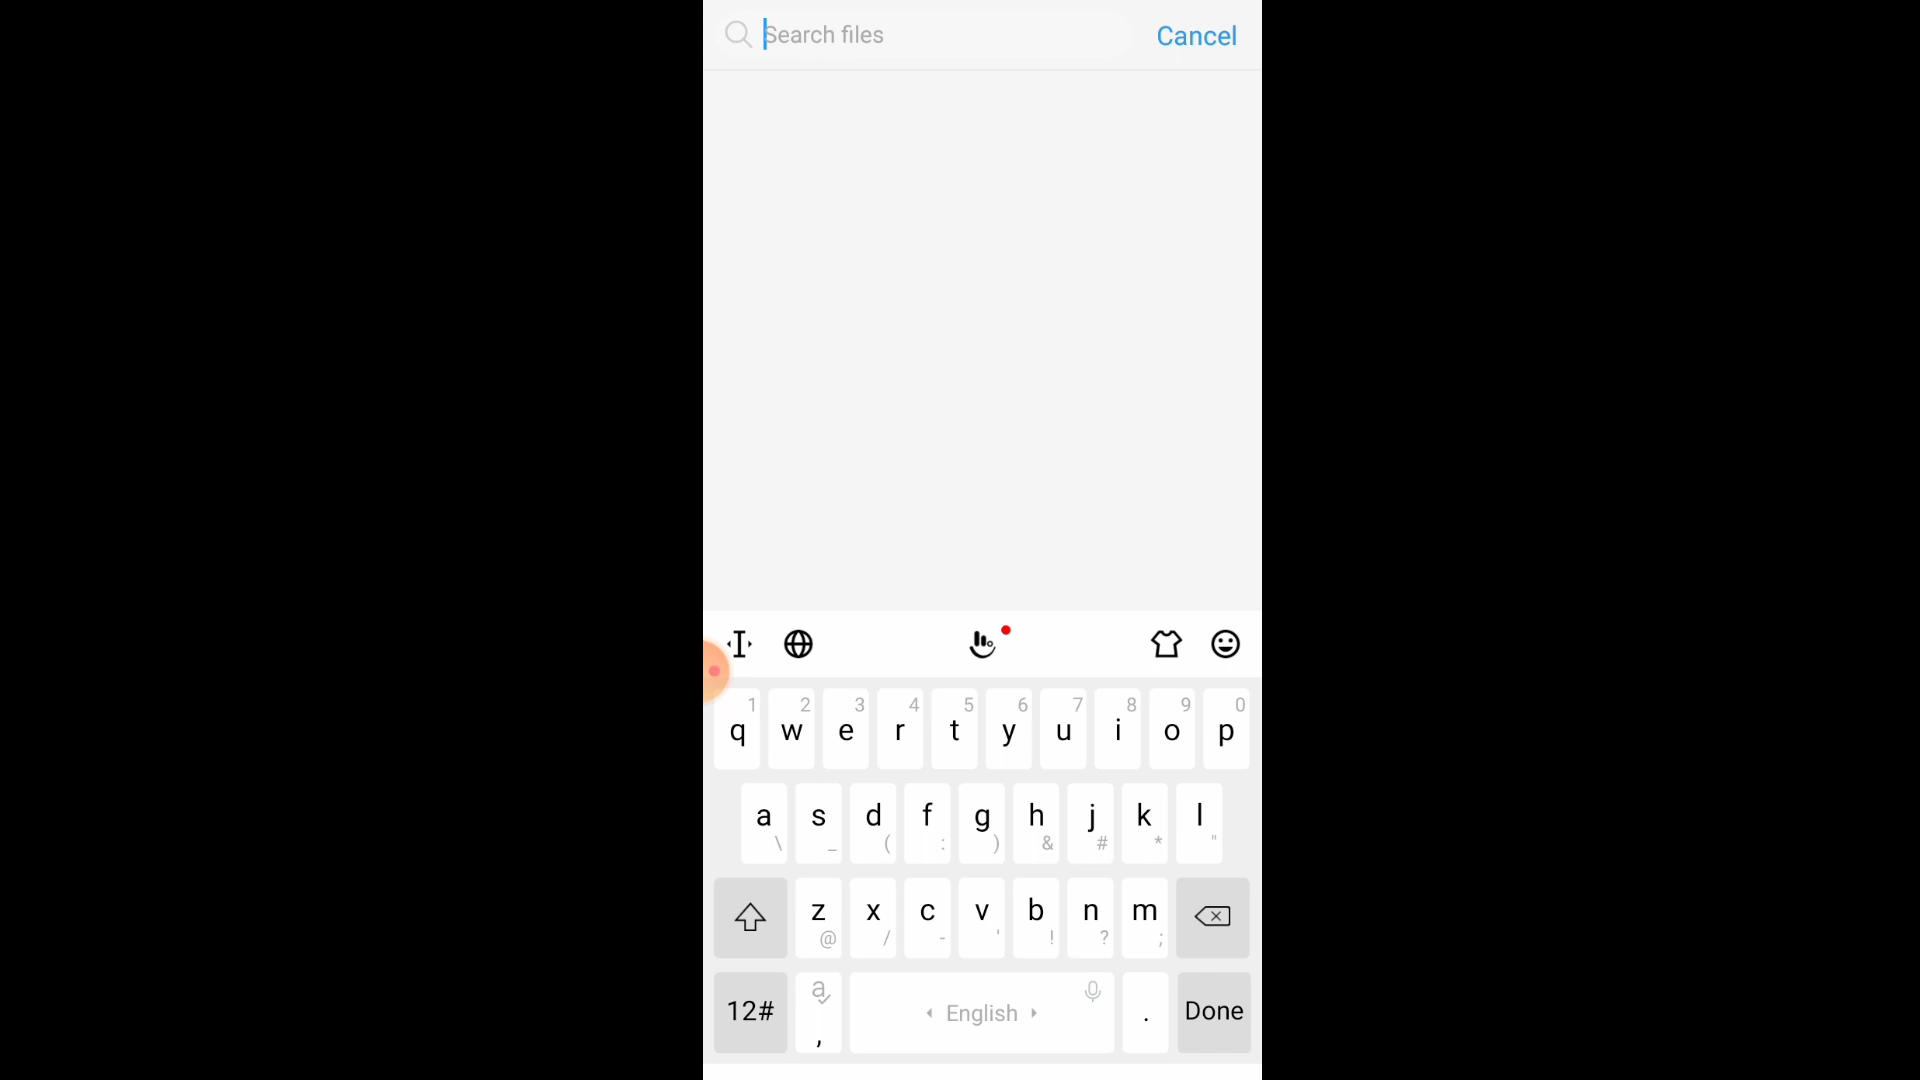 Search files Cancel
1 2 3 4 5 6 7 8 9 0
q w e r t y u i o p
a s d f g h j k l
\ _ ( : ) & # * "
z x c v b n m
@ / - ' ! ? ;
12# a , English . Done